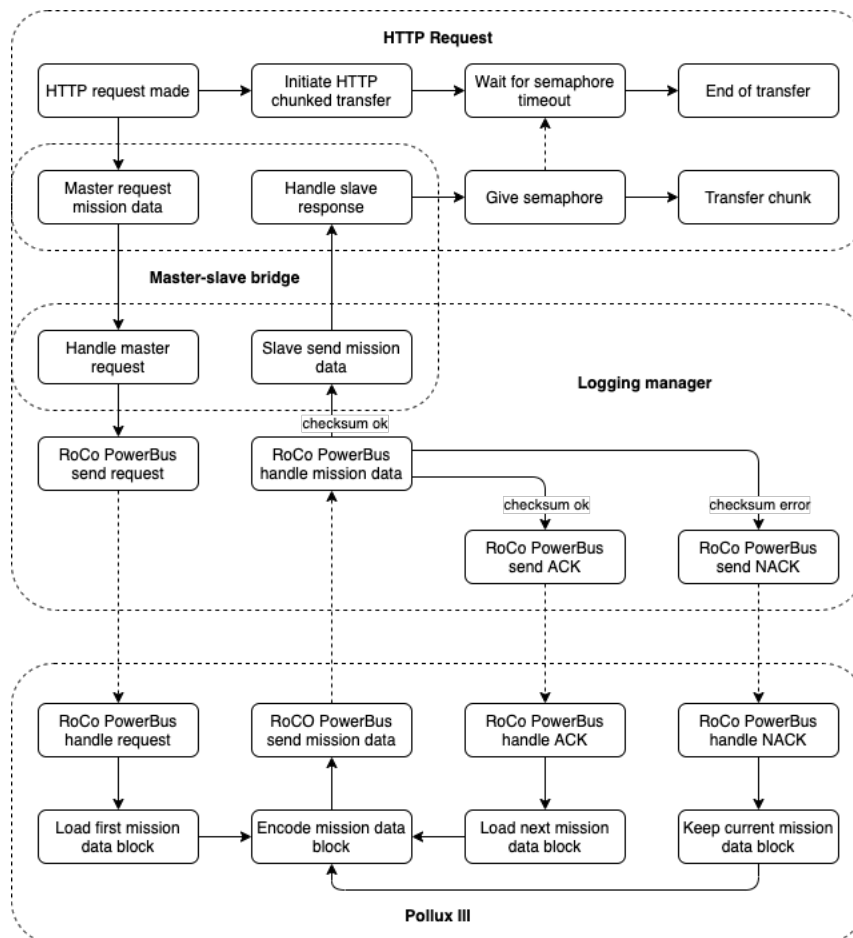 HTTP Request
HTTP request made
Initiate HTTP
chunked transfer
Wait for semaphore
timeout
End of transfer
Master request
mission data
Handle slave
response
Give semaphore
Transfer chunk
Master-slave bridge
Handle master
request
Slave send mission
data
Logging manager
checksum ok
RoCo PowerBus
send request
RoCo PowerBus
handle mission data
checksum ok
checksum error
RoCo PowerBus
send ACK
RoCo PowerBus
send NACK
RoCo PowerBus
handle request
RoCO PowerBus
send mission data
RoCo PowerBus
handle ACK
RoCo PowerBus
handle NACK
Load first mission
data block
Encode mission data
block
Load next mission
data block
Keep current mission
data block
Pollux III